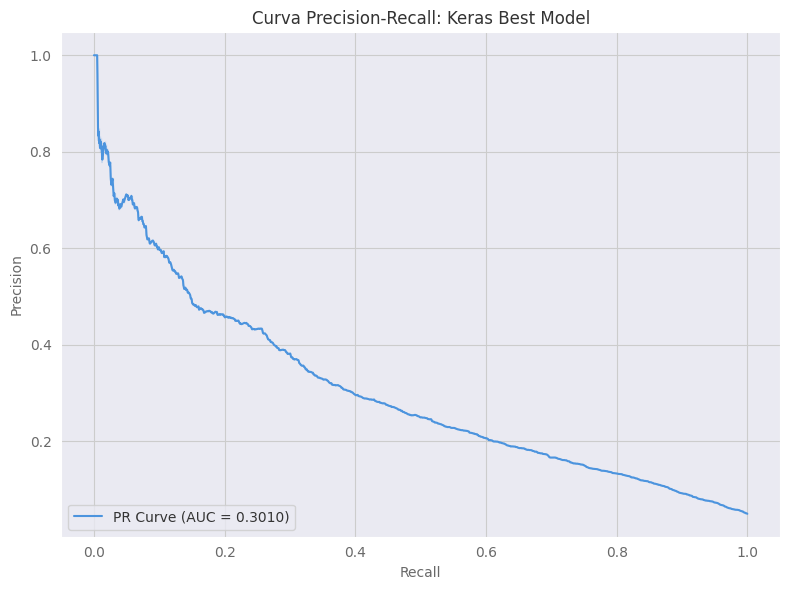 Curva Precision-Recall: Keras Best Model
1.0
0.8
0.6
0.4
0.2
Precision
PR Curve (AUC = 0.3010)
0.0 0.2 0.4 0.6 0.8 1.0
Recall